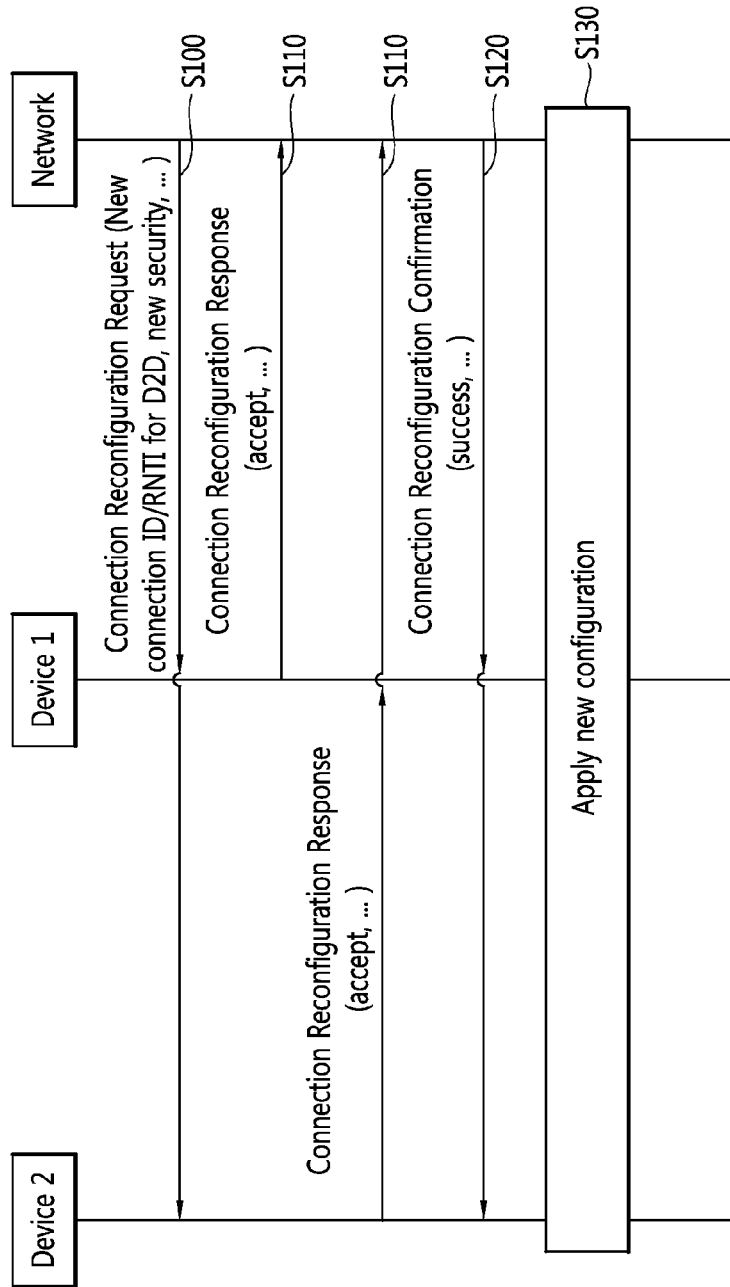 Device 2
Device 1
Network
Connection Reconfiguration Request (New
connection ID/RNTI for D2D, new security, ... )
S100
Connection Reconfiguration Response
(accept, ... )
S110
Connection Reconfiguration Response
(accept, ... )
S110
Connection Reconfiguration Confirmation
(success, ... )
S120
Apply new configuration
S130